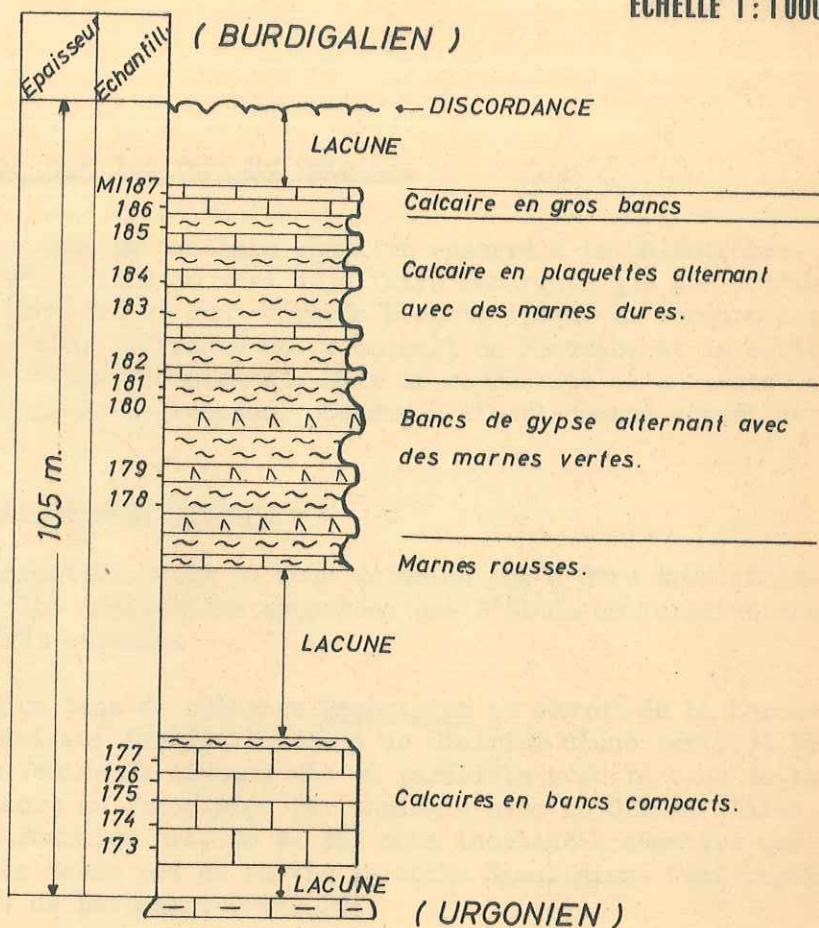 ECHELLE 1 : 1000
Epaisseur
Echantill.
( BURDIGALIEN )
DISCORDANCE
LACUNE
MI187
186
185
184
183
182
181
180
179
178
Calcaire en gros bancs
Calcaire en plaquettes alternant
avec des marnes dures.
Bancs de gypse alternant avec
des marnes vertes.
105 m.
Marnes rousses.
LACUNE
177
176
175
174
173
Calcaires en bancs compacts.
LACUNE
( URGONIEN )